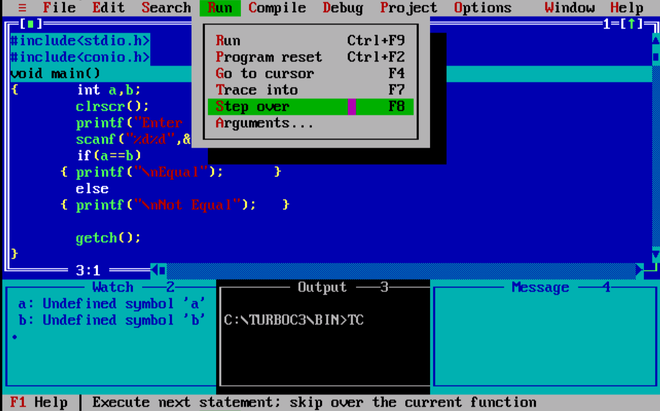 ≡ File Edit Search Run Compile Debug Project Options Window Help
1=[↑]
#include<stdio.h>
#include<conio.h>
void main()
{ int a,b;
clrscr();
printf("Enter
scanf("%d%d",&
if(a==b)
{ printf("\nEqual"); }
else
{ printf("\nNot Equal"); }
getch();
}
3:1
Run Ctrl+F9
Program reset Ctrl+F2
Go to cursor F4
Trace into F7
Step over F8
Arguments...
Watch 2
a: Undefined symbol 'a'
b: Undefined symbol 'b'
Output 3
C:\TURBOC3\BIN>TC
Message 4
F1 Help | Execute next statement; skip over the current function